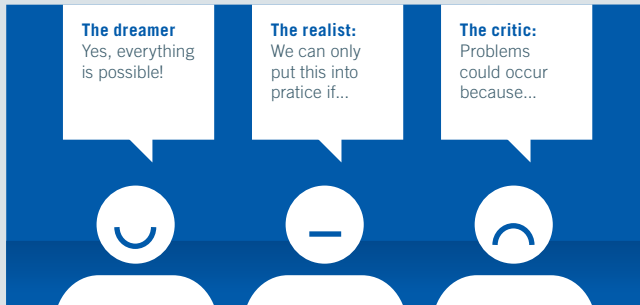 The dreamer
Yes, everything
is possible!
The realist:
We can only
put this into
pratice if...
The critic:
Problems
could occur
because...